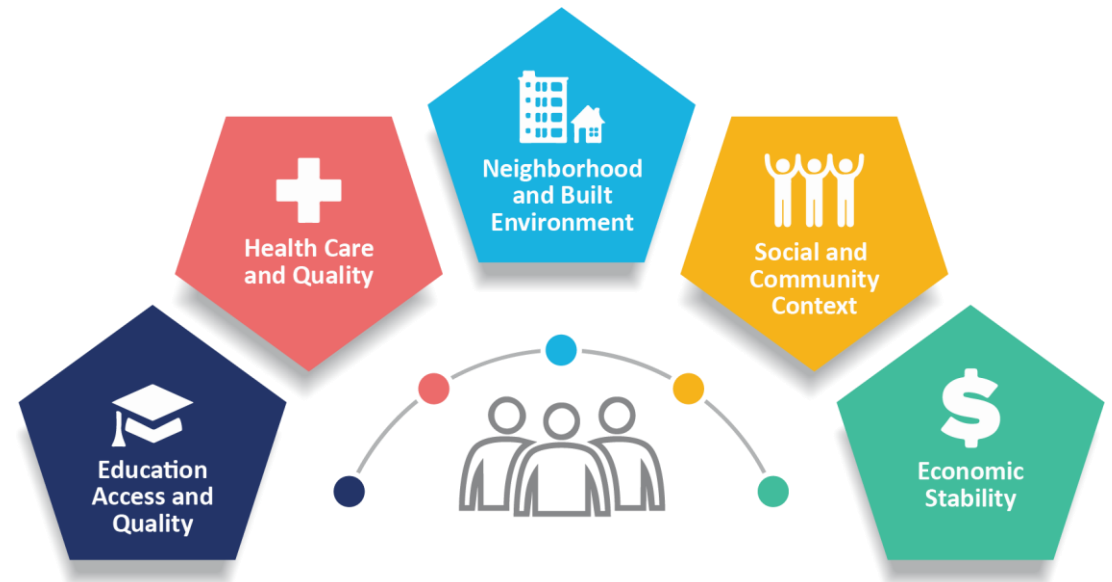 Education
Access and
Quality
Health Care
and Quality
Neighborhood
and Built
Environment
Social and
Community
Context
Economic
Stability